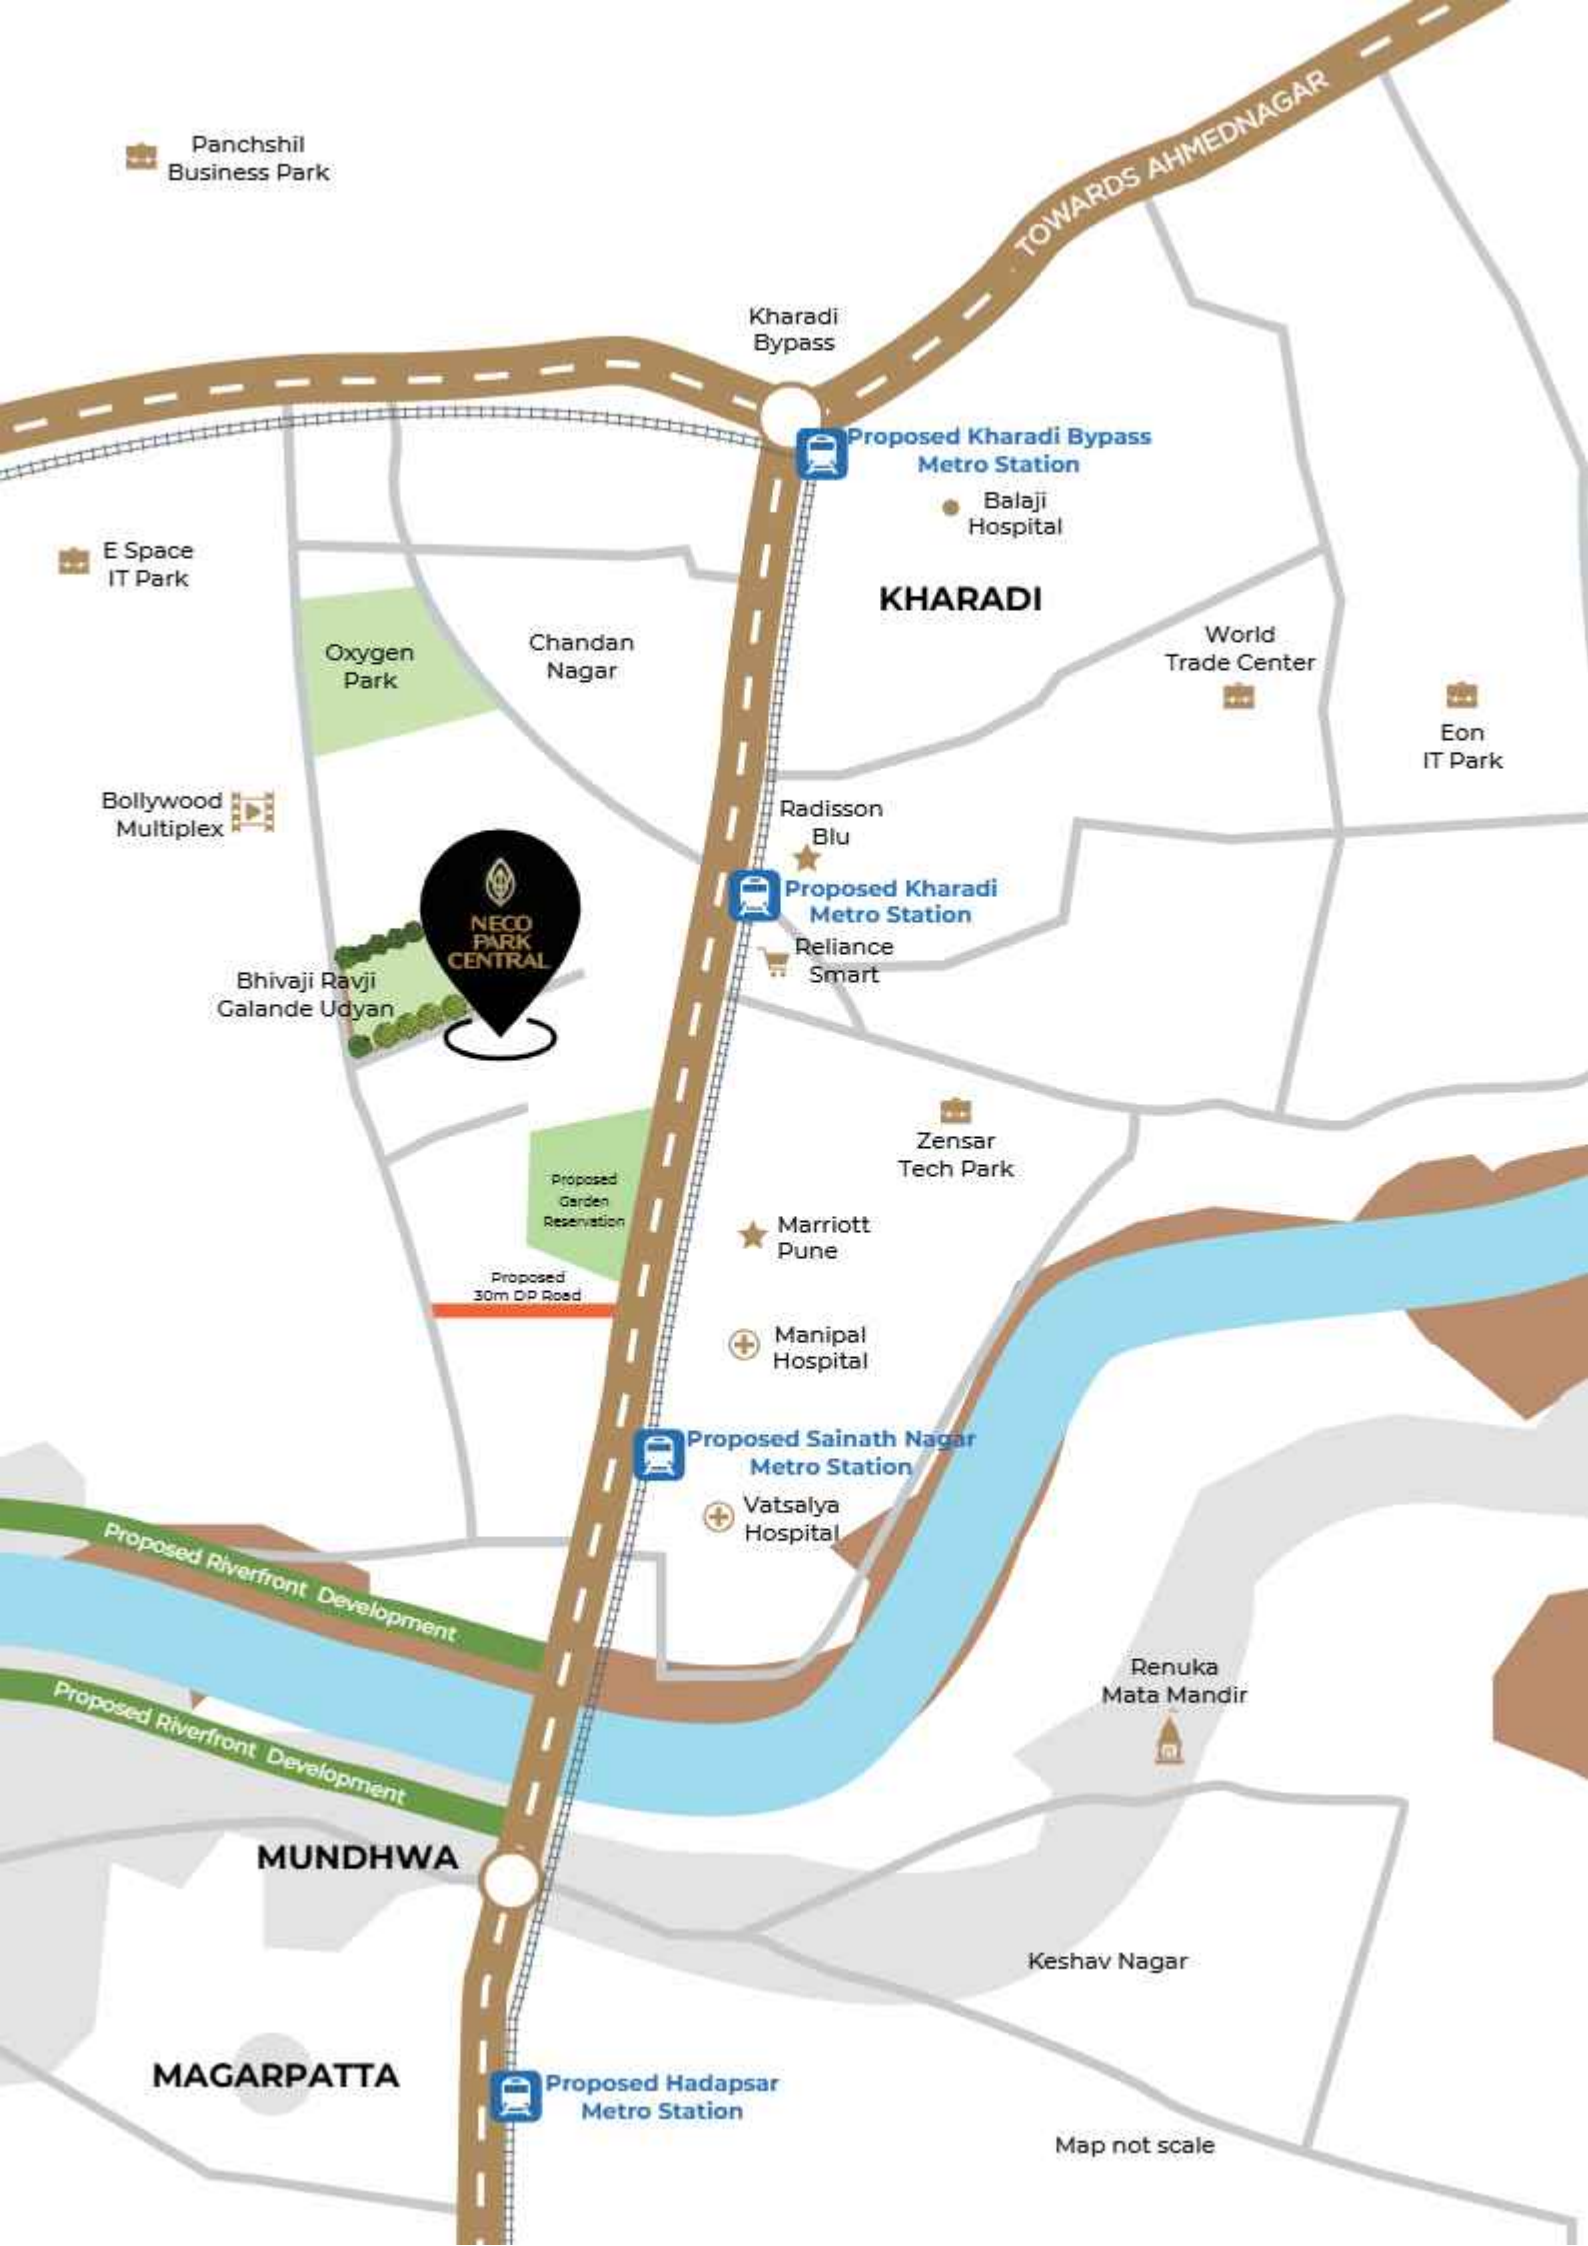 TOWARDS AHMEDNAGAR
Panchshil
Business Park
Kharadi
Bypass
Proposed Kharadi Bypass
Metro Station
Balaji
Hospital
E Space
IT Park
KHARADI
Oxygen
Park
Chandan
Nagar
World
Trade Center
Eon
IT Park
Bollywood
Multiplex
Radisson
Blu
Proposed Kharadi
Metro Station
NECO
PARK
CENTRAL
Reliance
Smart
Bhivaji Ravji
Galande Udyan
Zensar
Tech Park
Proposed
Garden
Reservation
Marriott
Pune
Proposed
30m DP Road
Manipal
Hospital
Proposed Sainath Nagar
Metro Station
Vatsalya
Hospital
Proposed Riverfront Development
Proposed Riverfront Development
Renuka
Mata Mandir
MUNDHWA
Keshav Nagar
MAGARPATTA
Proposed Hadapsar
Metro Station
Map not scale